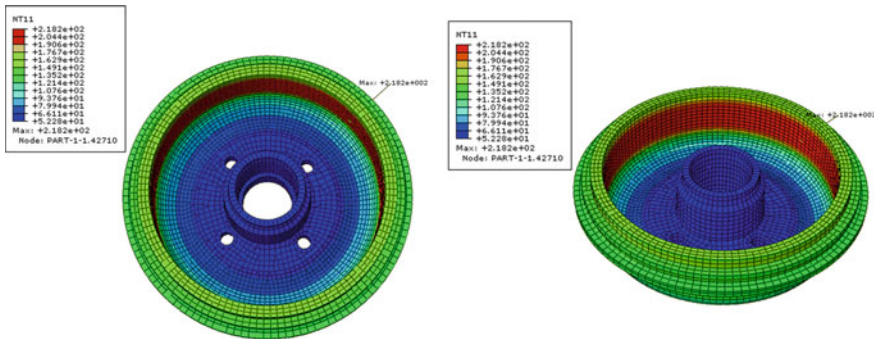 NT11
+2.182e+02
+2.044e+02
+1.906e+02
+1.767e+02
+1.629e+02
+1.491e+02
+1.352e+02
+1.214e+02
+1.076e+02
+9.376e+01
+7.994e+01
+6.611e+01
+5.228e+01
Max: +2.182e+02
Node: PART-1-1.42710
Max: +2.182e+002
NT11
+2.182e+02
+2.044e+02
+1.906e+02
+1.767e+02
+1.629e+02
+1.491e+02
+1.352e+02
+1.214e+02
+1.076e+02
+9.376e+01
+7.994e+01
+6.611e+01
+5.228e+01
Max: +2.182e+02
Node: PART-1-1.42710
Max: +2.182e+002